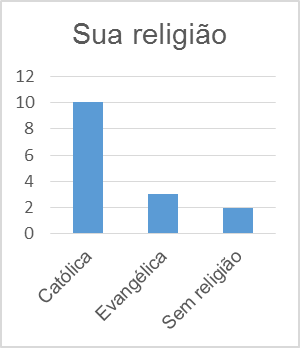 Sua religião
12
10
8
6
4
2
0
Católica
Evangélica
Sem religião